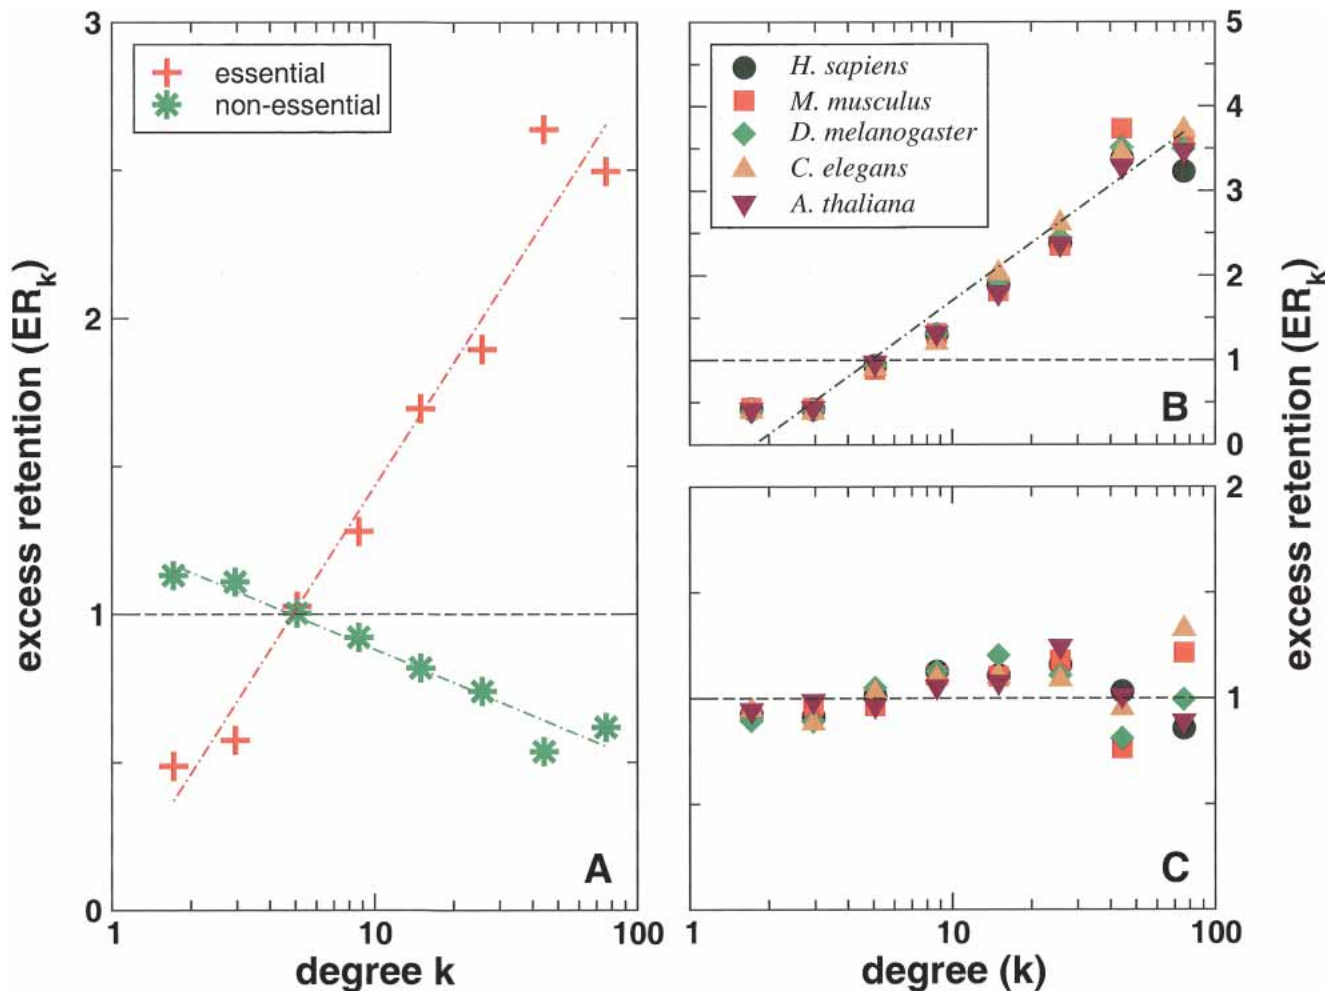 excess retention (ERk)
3
2
1
0
essential
non-essential
A
1
10
100
degree k
H. sapiens
M. musculus
D. melanogaster
C. elegans
A. thaliana
5
4
3
2
1
0
B
2
1
0
C
1
10
100
degree (k)
excess retention (ERk)